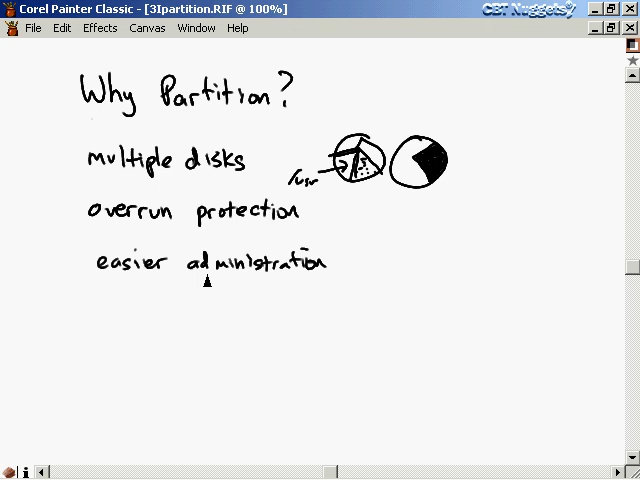 Corel Painter Classic - [3Ipartition.RIF @ 100%]
CBT Nuggets
File Edit Effects Canvas Window Help
Why Partition?
multiple disks
/usr
overrun protection
easier administration